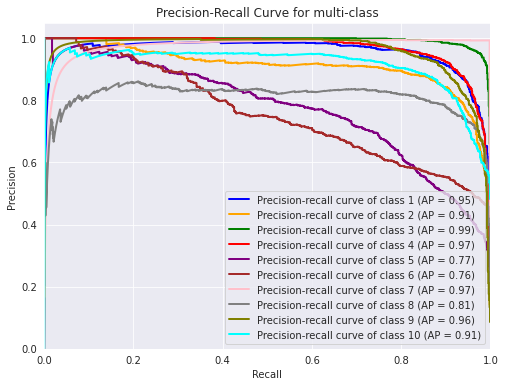 Precision-Recall Curve for multi-class
1.0
0.8
0.6
0.4
0.2
0.0
Precision
Precision-recall curve of class 1 (AP = 0.95)
Precision-recall curve of class 2 (AP = 0.91)
Precision-recall curve of class 3 (AP = 0.99)
Precision-recall curve of class 4 (AP = 0.97)
Precision-recall curve of class 5 (AP = 0.77)
Precision-recall curve of class 6 (AP = 0.76)
Precision-recall curve of class 7 (AP = 0.97)
Precision-recall curve of class 8 (AP = 0.81)
Precision-recall curve of class 9 (AP = 0.96)
Precision-recall curve of class 10 (AP = 0.91)
0.0 0.2 0.4 0.6 0.8 1.0
Recall